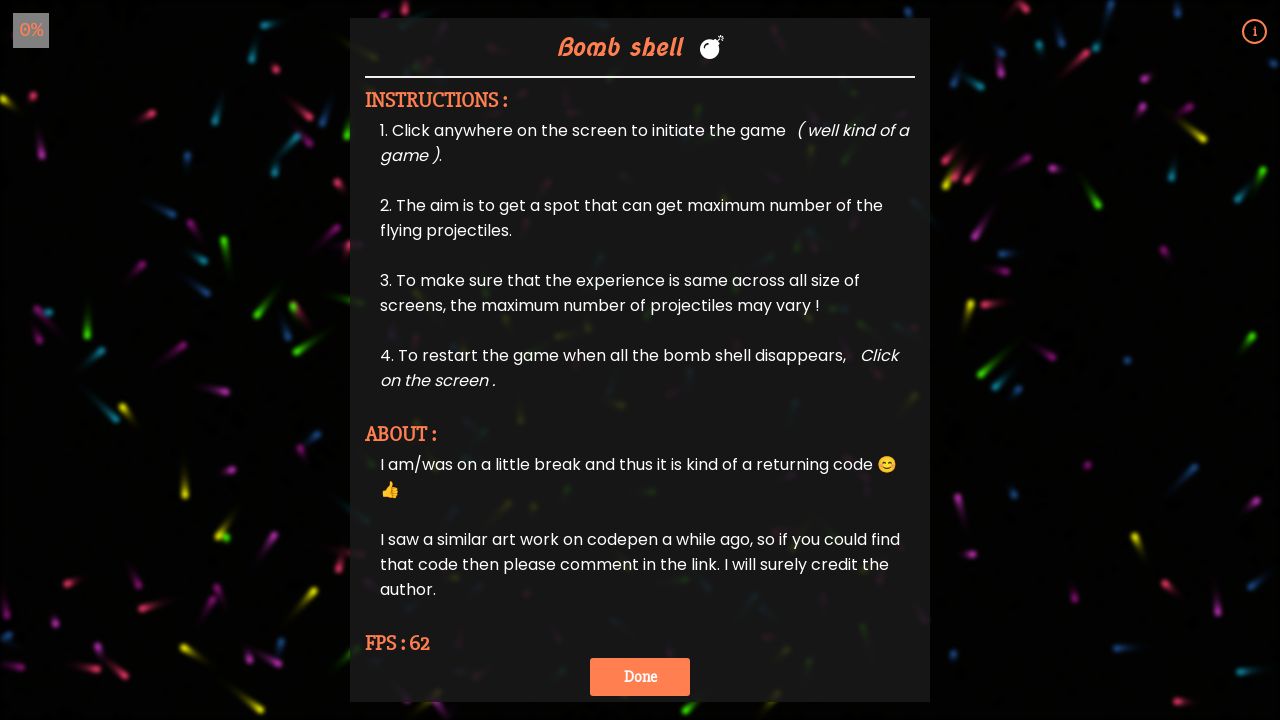 0%
i
Bomb shell 💣
INSTRUCTIONS :
1. Click anywhere on the screen to initiate the game ( well kind of a
game ).
2. The aim is to get a spot that can get maximum number of the
flying projectiles.
3. To make sure that the experience is same across all size of
screens, the maximum number of projectiles may vary !
4. To restart the game when all the bomb shell disappears, Click
on the screen .
ABOUT :
I am/was on a little break and thus it is kind of a returning code 😊
👍
I saw a similar art work on codepen a while ago, so if you could find
that code then please comment in the link. I will surely credit the
author.
FPS : 62
Done